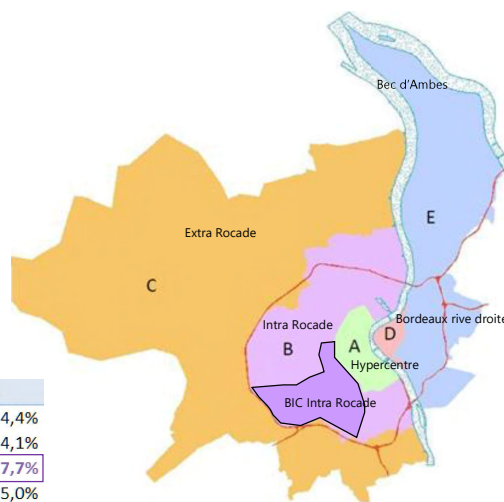 Bec d'Ambes
Extra Rocade
E
C
Intra Rocade
Bordeaux rive droite
D
A
B
Hypercentre
BIC Intra Rocade
4,4%
4,1%
7,7%
5,0%